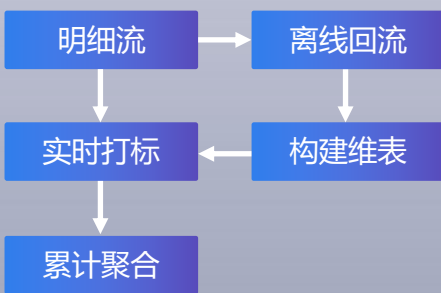 明细流
离线回流
实时打标
构建维表
累计聚合